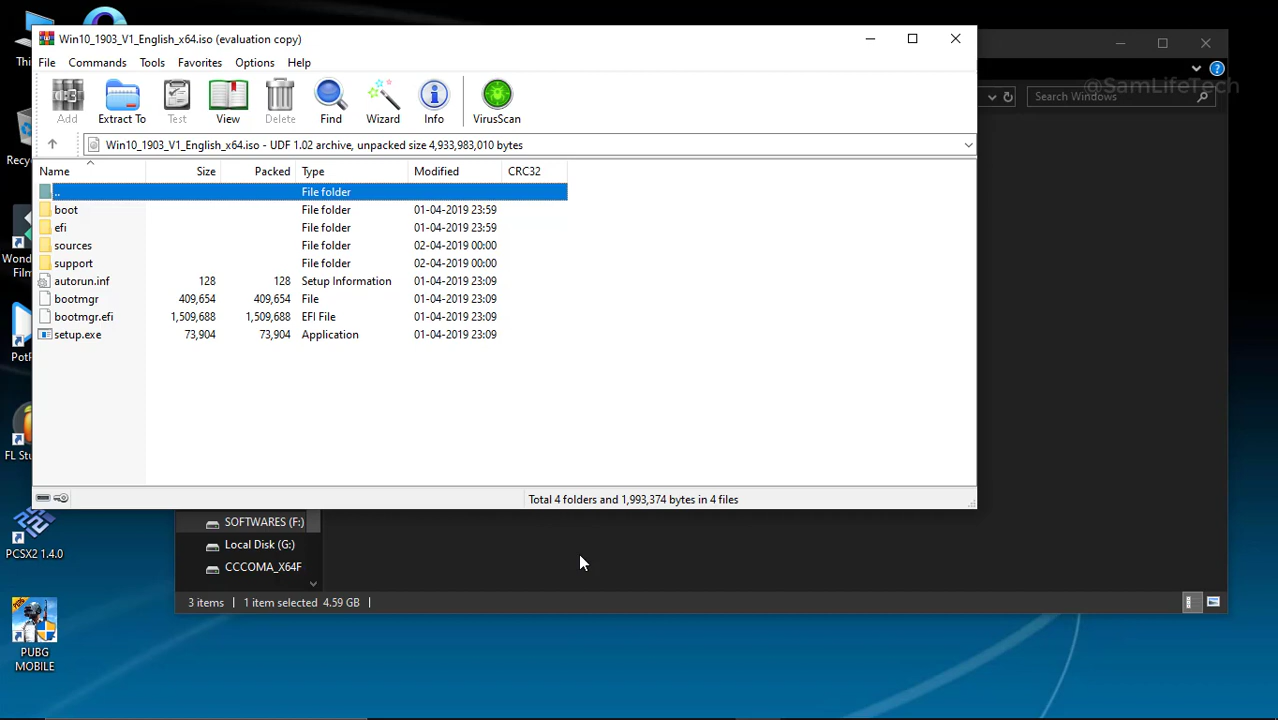 Win10_1903_V1_English_x64.iso (evaluation copy)
File Commands Tools Favorites Options Help
@SamLifeTech
Search Windows
Add Extract To Test View Delete Find Wizard Info VirusScan
Win10_1903_V1_English_x64.iso - UDF 1.02 archive, unpacked size 4,933,983,010 bytes
Name Size Packed Type Modified CRC32
.. File folder
boot File folder 01-04-2019 23:59
efi File folder 01-04-2019 23:59
sources File folder 02-04-2019 00:00
support File folder 02-04-2019 00:00
autorun.inf 128 128 Setup Information 01-04-2019 23:09
bootmgr 409,654 409,654 File 01-04-2019 23:09
bootmgr.efi 1,509,688 1,509,688 EFI File 01-04-2019 23:09
setup.exe 73,904 73,904 Application 01-04-2019 23:09
Total 4 folders and 1,993,374 bytes in 4 files
SOFTWARES (F:)
Local Disk (G:)
CCCOMA_X64F
3 items 1 item selected 4.59 GB
Thi
Recy
Wond
Film
PotP
FL Stu
PCSX2 1.4.0
PUBG
MOBILE